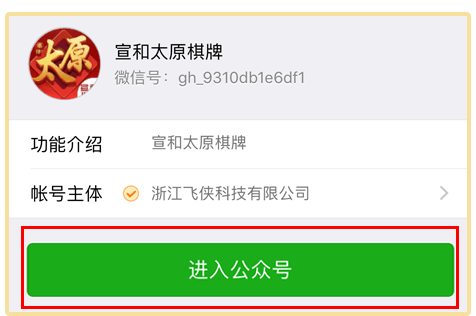 太原
宣和太原棋牌
微信号：gh_9310db1e6df1
功能介绍 宣和太原棋牌
帐号主体 浙江飞侠科技有限公司
进入公众号